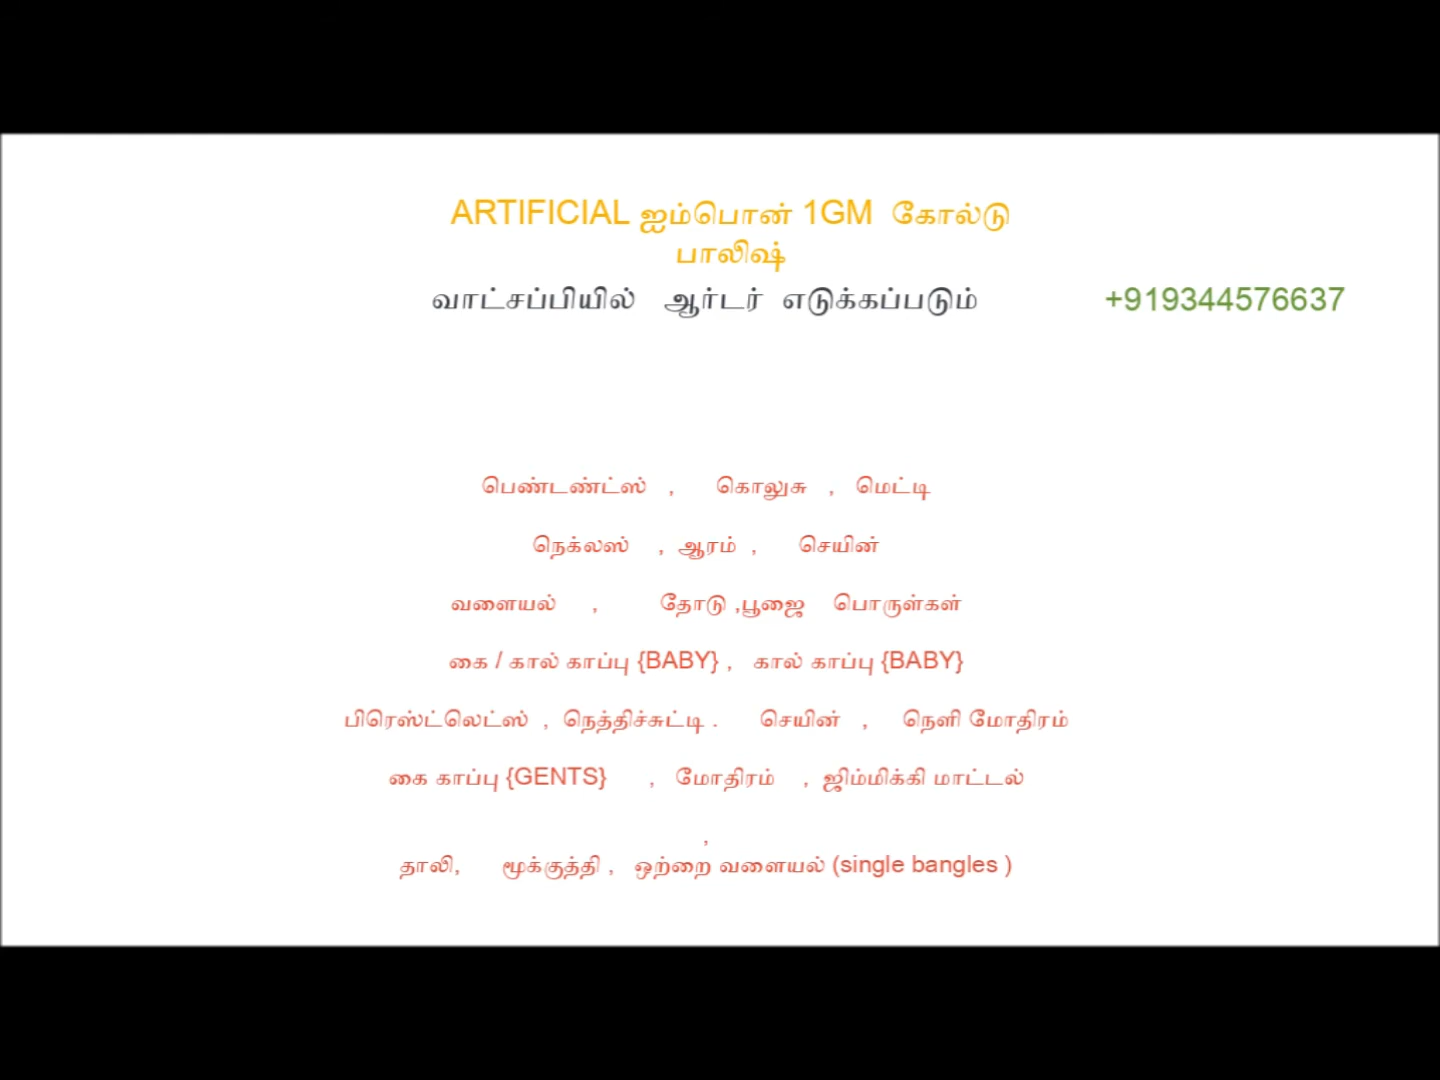 ARTIFICIAL ஐம்பொன் 1GM கோல்டு
பாலிஷ்
வாட்சப்பியில் ஆர்டர் எடுக்கப்படும் +919344576637
பெண்டண்ட்ஸ் , கொலுசு , மெட்டி
நெக்லஸ் , ஆரம் , செயின்
வளையல் , தோடு ,பூஜை பொருள்கள்
கை / கால் காப்பு {BABY} , கால் காப்பு {BABY}
பிரெஸ்ட்லெட்ஸ் , நெத்திச்சுட்டி . செயின் , நெளி மோதிரம்
கை காப்பு {GENTS} , மோதிரம் , ஜிம்மிக்கி மாட்டல்
,
தாலி, மூக்குத்தி , ஒற்றை வளையல் (single bangles )